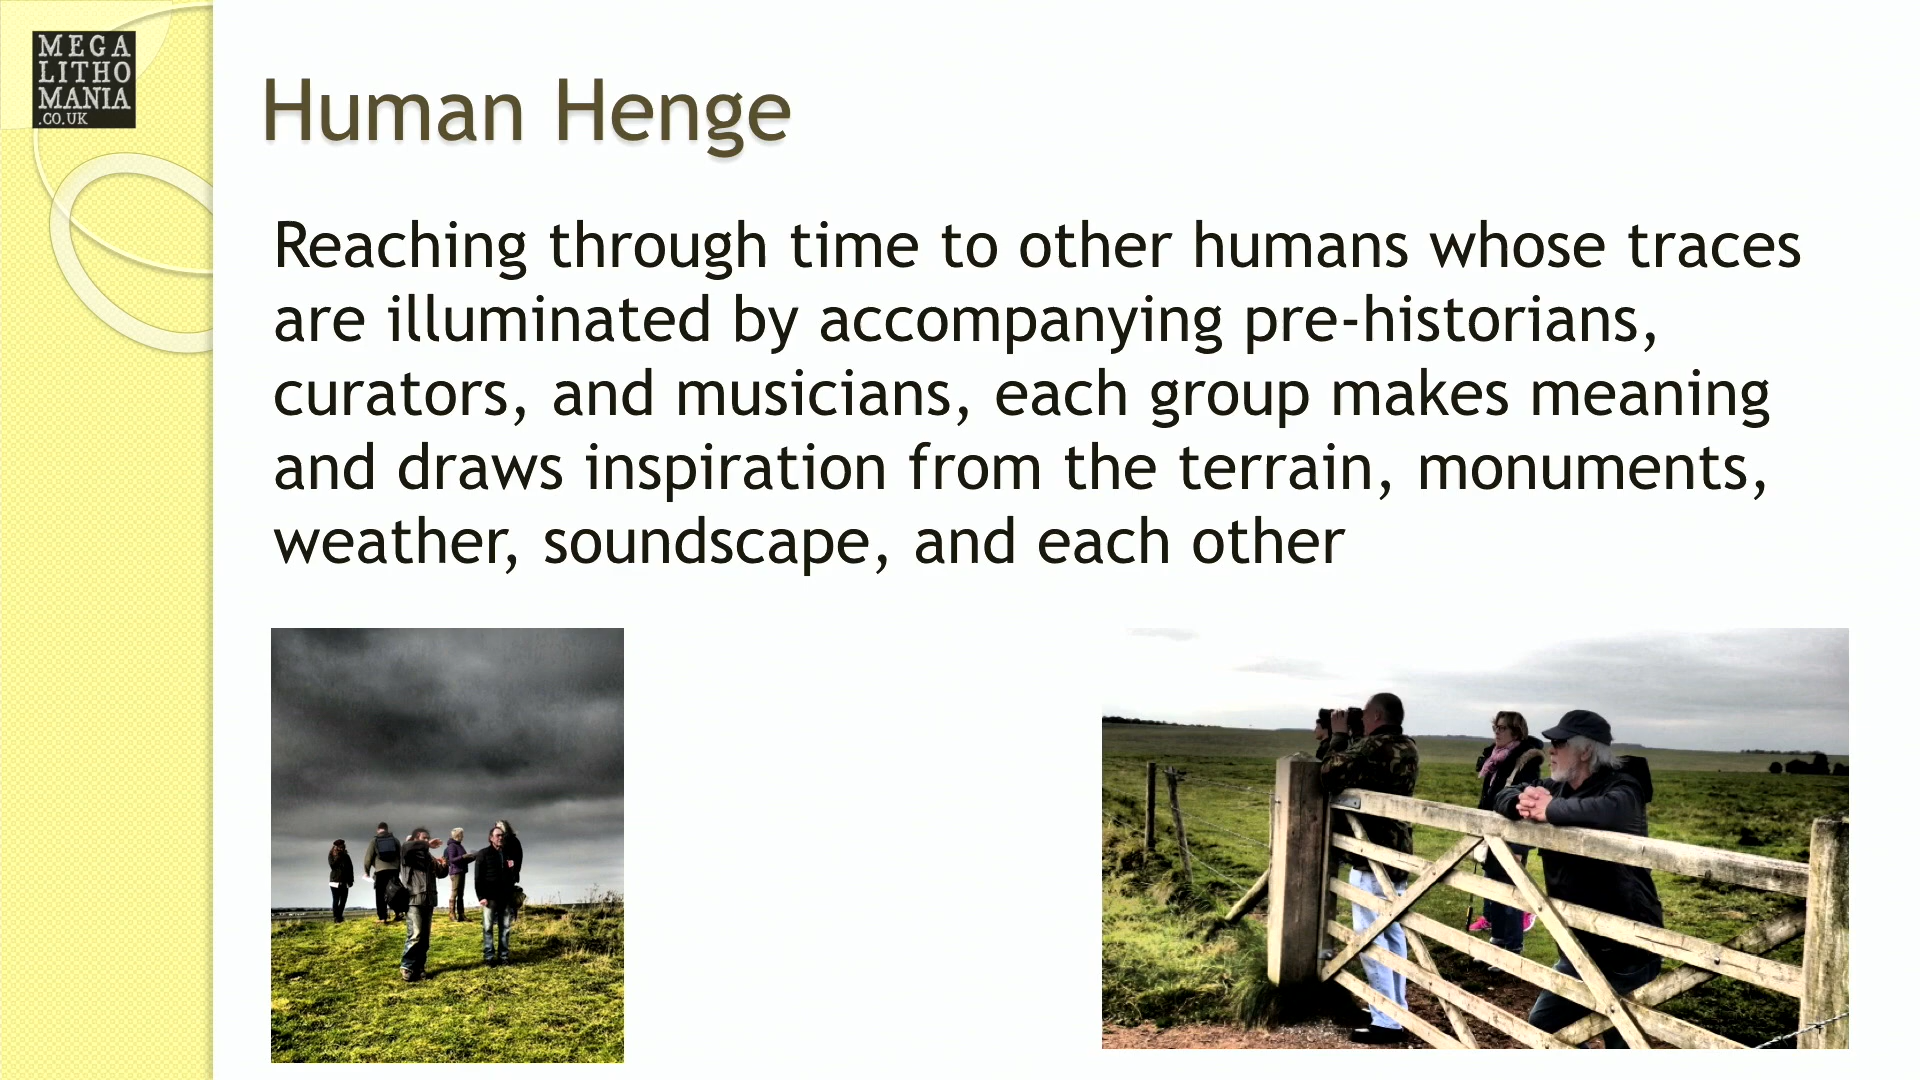 MEGA
LITHO
MANIA
.CO.UK
Human Henge
Reaching through time to other humans whose traces
are illuminated by accompanying pre-historians,
curators, and musicians, each group makes meaning
and draws inspiration from the terrain, monuments,
weather, soundscape, and each other